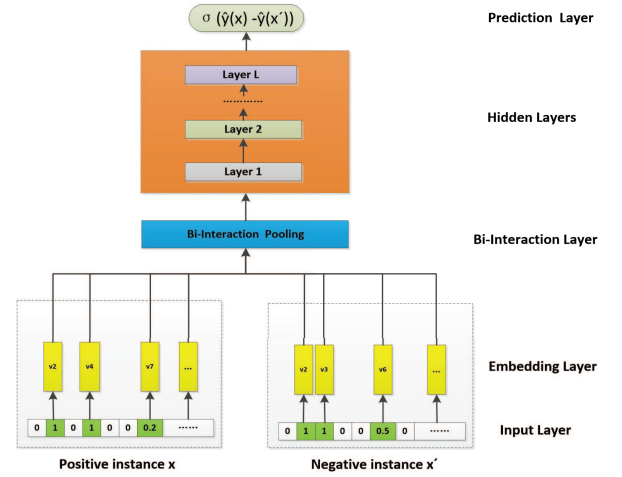 σ (ŷ(x) -ŷ(x´))
Prediction Layer
Layer L
............
Layer 2
Layer 1
Hidden Layers
Bi-Interaction Pooling
Bi-Interaction Layer
v2 v4 v7 ...
v2 v3 v6 ...
Embedding Layer
0 1 0 1 0 0 0.2 ......
0 1 1 0 0 0.5 0 ......
Input Layer
Positive instance x
Negative instance x´